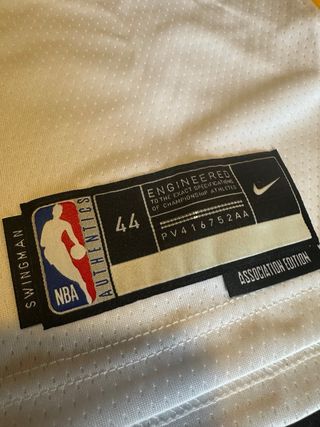 SWINGMAN
NBA
AUTHENTICS
44
ENGINEERED
TO THE EXACT SPECIFICATIONS
OF CHAMPIONSHIP ATHLETES
PV416752AA
ASSOCIATION EDITION